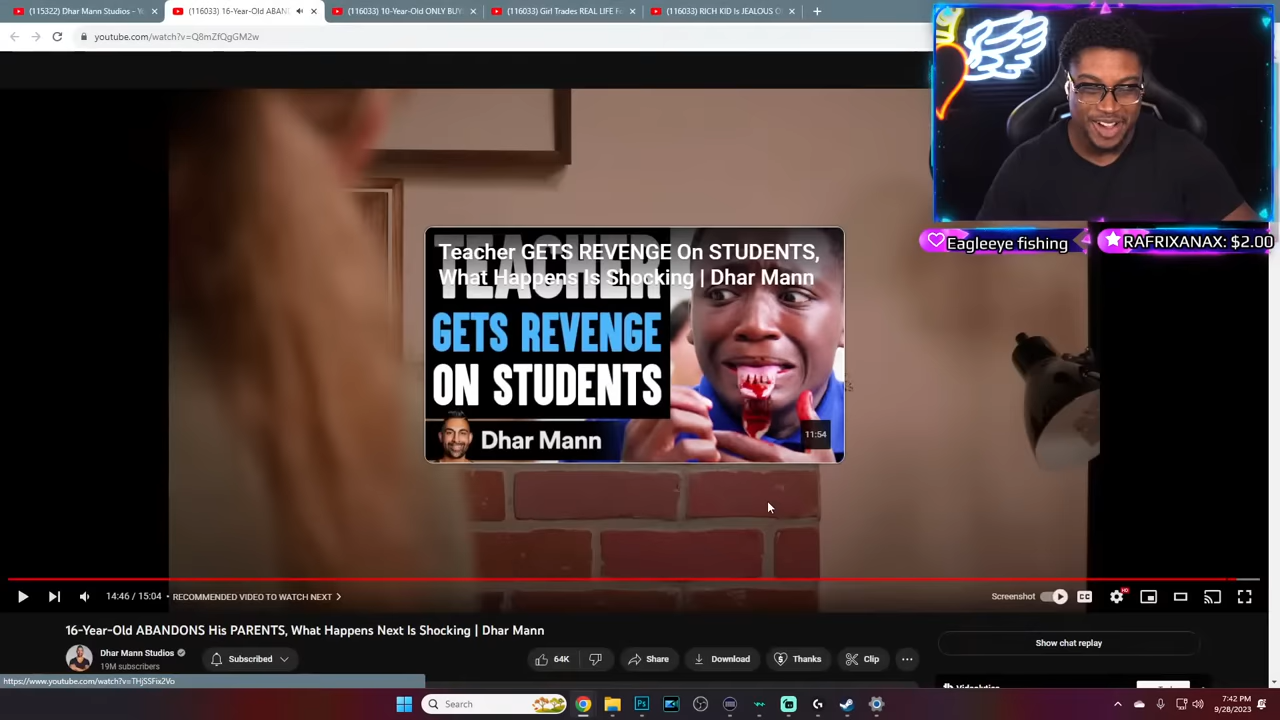 (115322) Dhar Mann Studios - Yo
(116033) 16-Year-Old ABAN
(116033) 10-Year-Old ONLY BUY
(116033) Girl Trades REAL LIFE F
(116033) RICH KID Is JEALOUS O
youtube.com/watch?v=Q8mZfQgGM2w
Eagleeye fishing
RAFRIXANAX: $2.00
Teacher GETS REVENGE On STUDENTS,
What Happens Is Shocking | Dhar Mann
TEACHER
GETS REVENGE
ON STUDENTS
Dhar Mann
11:54
14:46 / 15:04 • RECOMMENDED VIDEO TO WATCH NEXT
Screenshot
CC
HD
16-Year-Old ABANDONS His PARENTS, What Happens Next Is Shocking | Dhar Mann
Dhar Mann Studios
19M subscribers
Subscribed
64K
Share
Download
Thanks
Clip
Show chat replay
https://www.youtube.com/watch?v=THjSSFix2Vo
Videolution
Search
Ps
7:42 PM
9/28/2023